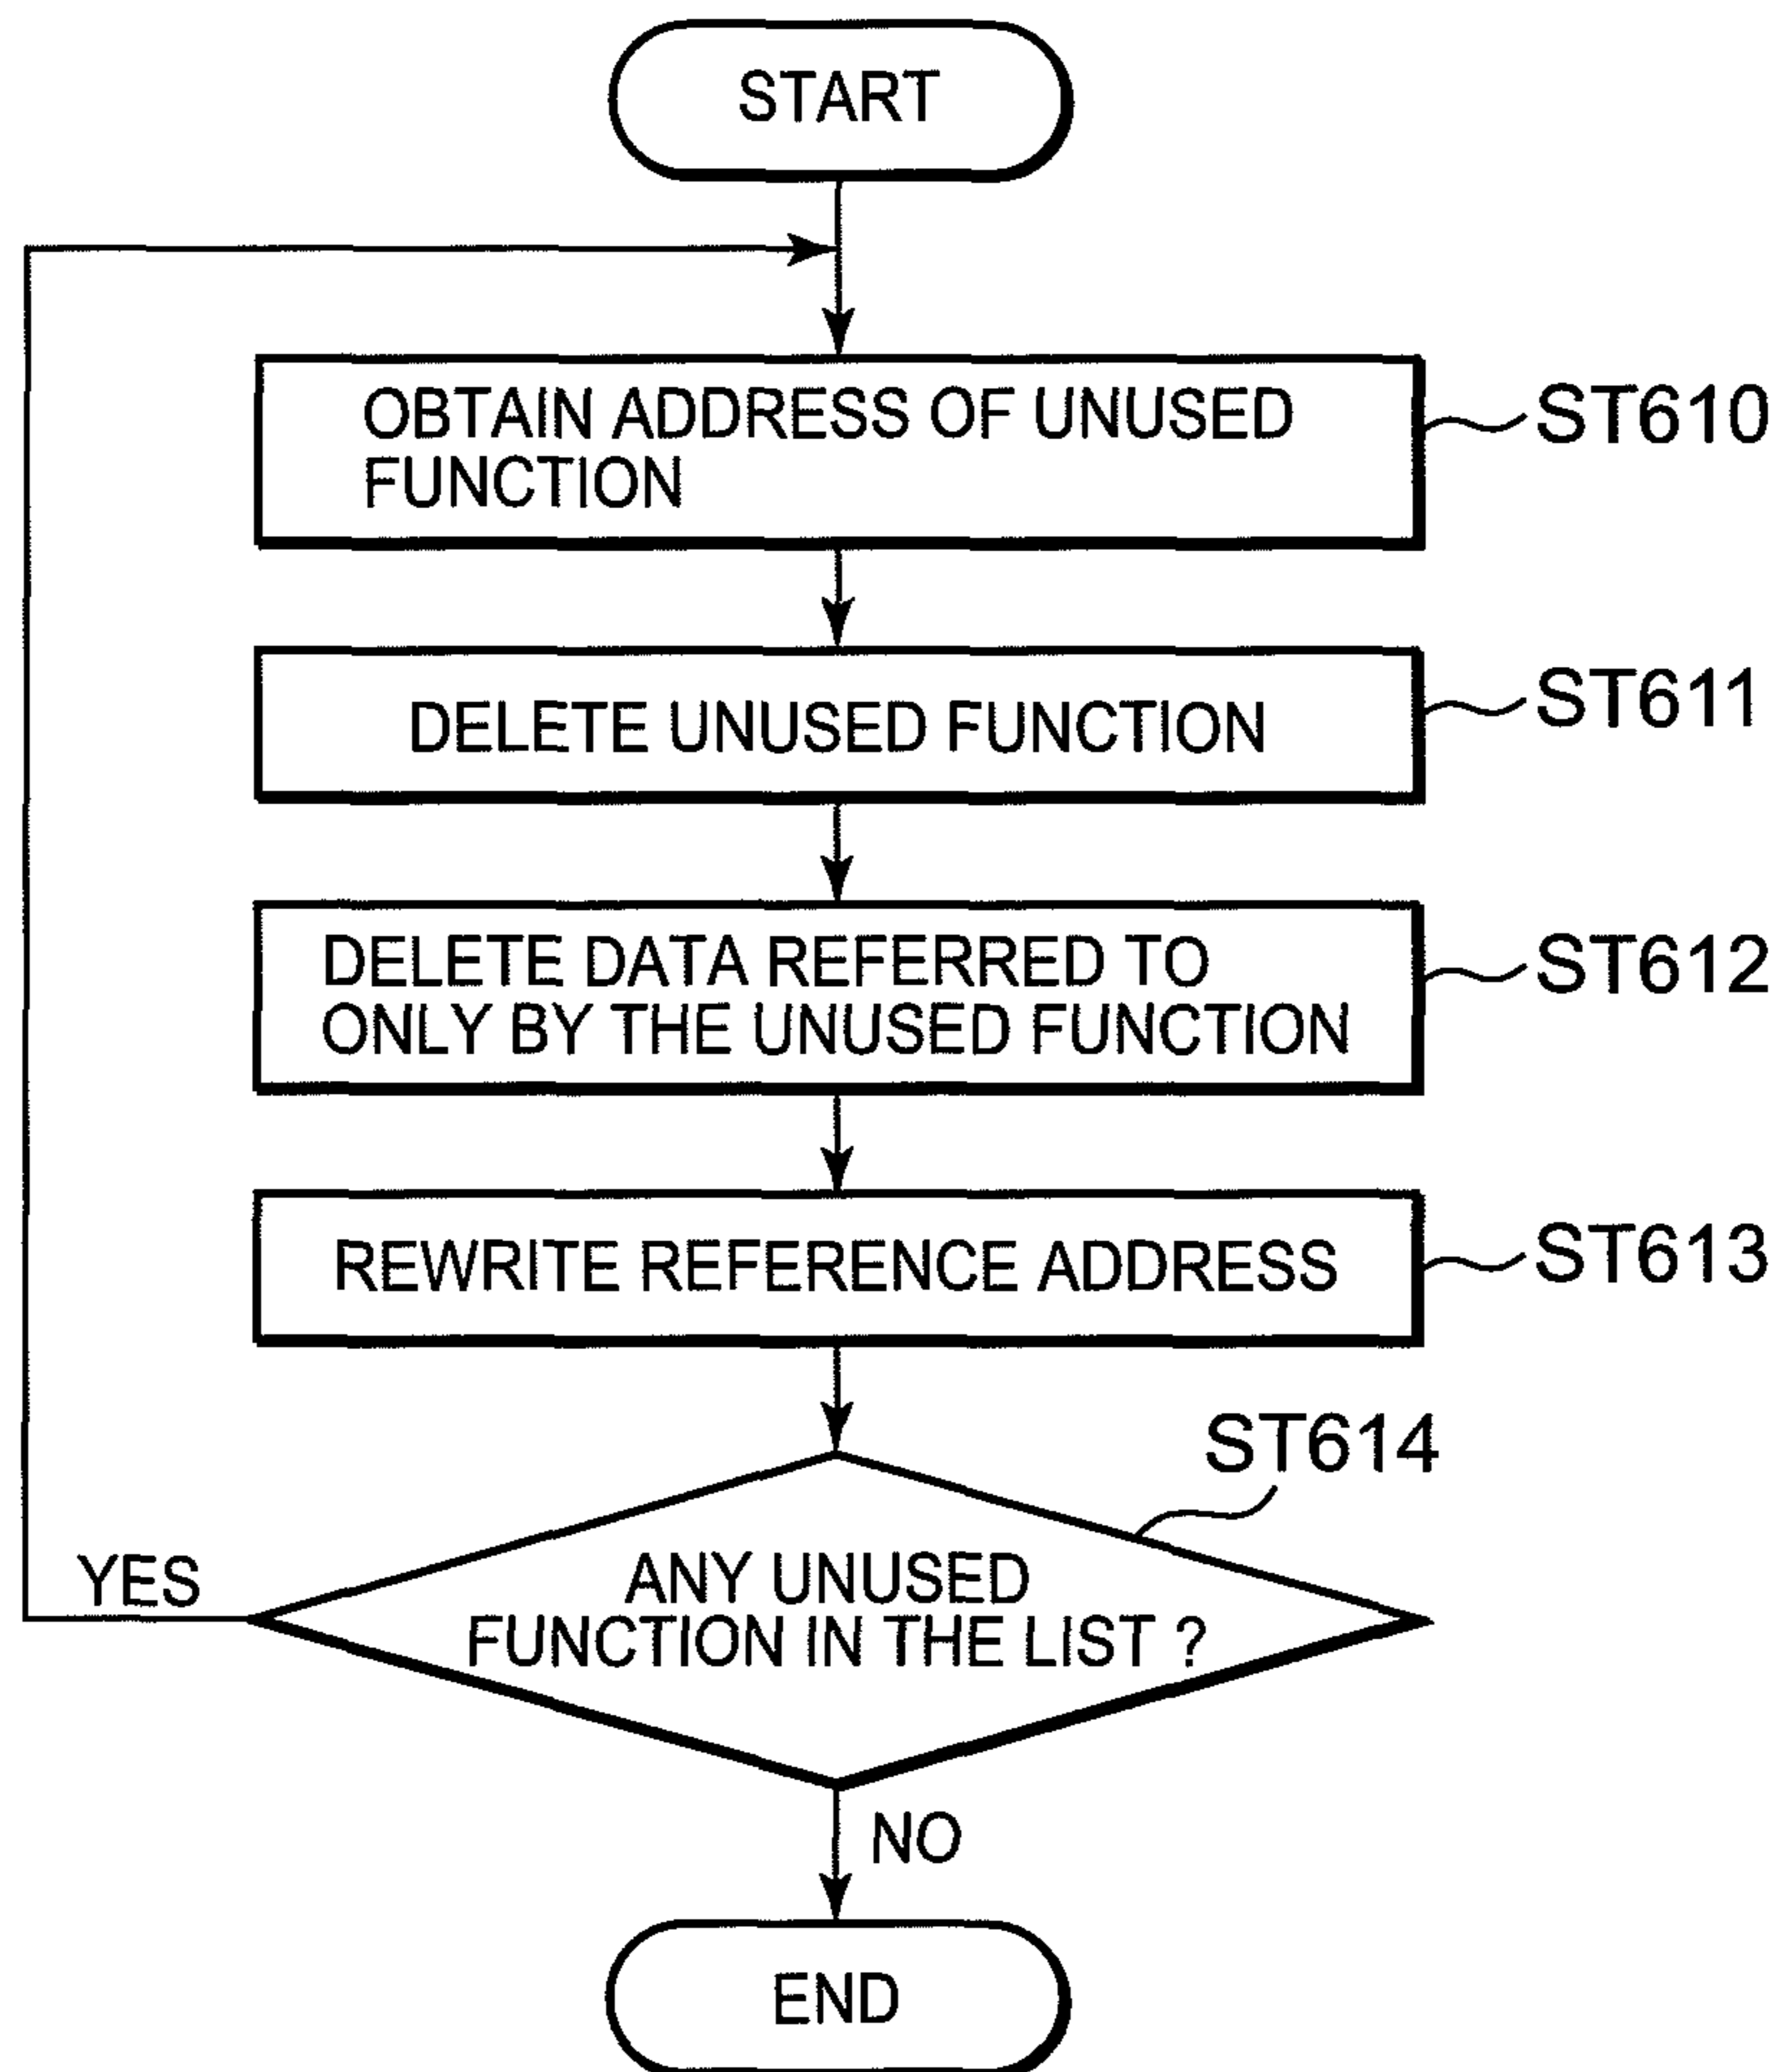 START
OBTAIN ADDRESS OF UNUSED
FUNCTION
ST610
DELETE UNUSED FUNCTION
ST611
DELETE DATA REFERRED TO
ONLY BY THE UNUSED FUNCTION
ST612
REWRITE REFERENCE ADDRESS
ST613
ST614
ANY UNUSED
FUNCTION IN THE LIST ?
YES
NO
END